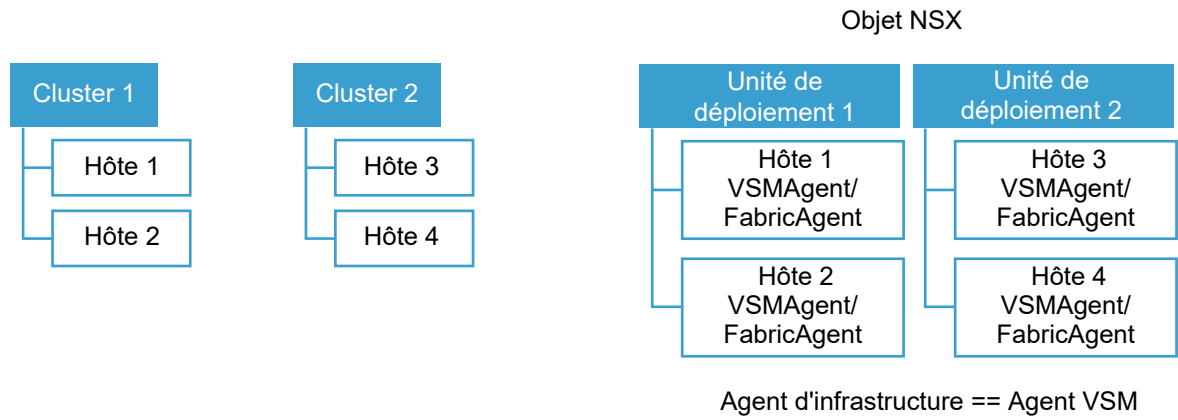 Objet NSX
Cluster 1
Hôte 1
Hôte 2
Cluster 2
Hôte 3
Hôte 4
Unité de
déploiement 1
Hôte 1
VSMAgent/
FabricAgent
Hôte 2
VSMAgent/
FabricAgent
Unité de
déploiement 2
Hôte 3
VSMAgent/
FabricAgent
Hôte 4
VSMAgent/
FabricAgent
Agent d'infrastructure == Agent VSM